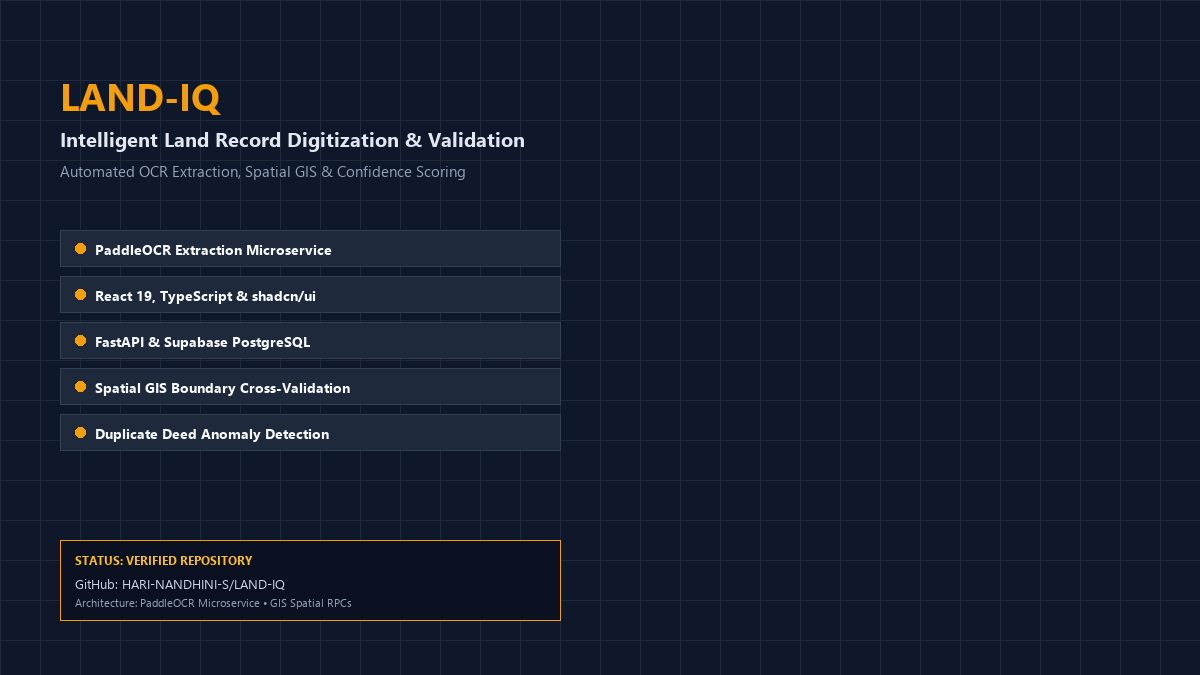 LAND-IQ
Intelligent Land Record Digitization & Validation
Automated OCR Extraction, Spatial GIS & Confidence Scoring
PaddleOCR Extraction Microservice
React 19, TypeScript & shadcn/ui
FastAPI & Supabase PostgreSQL
Spatial GIS Boundary Cross-Validation
Duplicate Deed Anomaly Detection
STATUS: VERIFIED REPOSITORY
GitHub: HARI-NANDHINI-S/LAND-IQ
Architecture: PaddleOCR Microservice • GIS Spatial RPCs